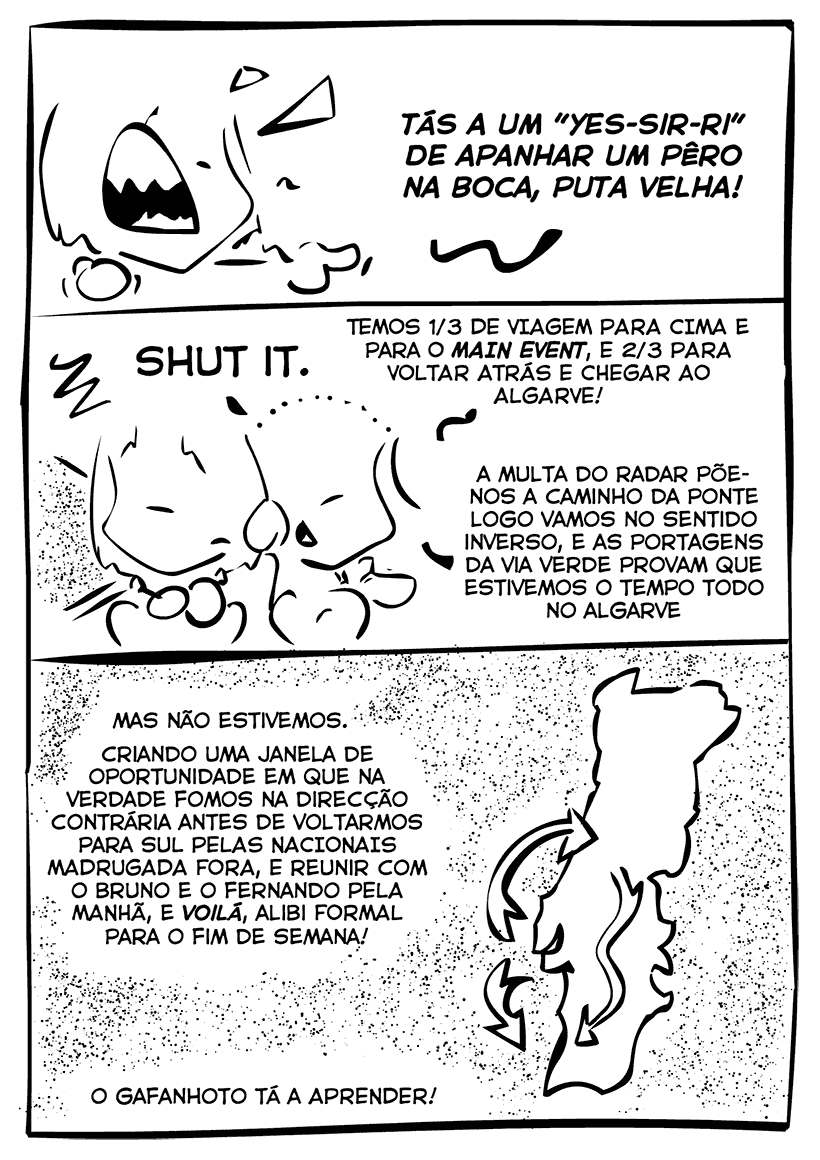 TÁS A UM "YES-SIR-RI"
DE APANHAR UM PÊRO
NA BOCA, PUTA VELHA!
SHUT IT.
TEMOS 1/3 DE VIAGEM PARA CIMA E
PARA O MAIN EVENT, E 2/3 PARA
VOLTAR ATRÁS E CHEGAR AO
ALGARVE!
A MULTA DO RADAR PÕE-
NOS A CAMINHO DA PONTE
LOGO VAMOS NO SENTIDO
INVERSO, E AS PORTAGENS
DA VIA VERDE PROVAM QUE
ESTIVEMOS O TEMPO TODO
NO ALGARVE
MAS NÃO ESTIVEMOS.
CRIANDO UMA JANELA DE
OPORTUNIDADE EM QUE NA
VERDADE FOMOS NA DIRECÇÃO
CONTRÁRIA ANTES DE VOLTARMOS
PARA SUL PELAS NACIONAIS
MADRUGADA FORA, E REUNIR COM
O BRUNO E O FERNANDO PELA
MANHÃ, E VOILÁ, ALIBI FORMAL
PARA O FIM DE SEMANA!
O GAFANHOTO TÁ A APRENDER!